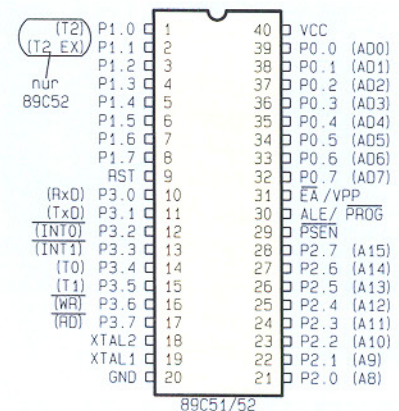 (T2) P1.0 1 40 VCC
(T2 EX) P1.1 2 39 P0.0 (AD0)
P1.2 3 38 P0.1 (AD1)
nur P1.3 4 37 P0.2 (AD2)
89C52 P1.4 5 36 P0.3 (AD3)
P1.5 6 35 P0.4 (AD4)
P1.6 7 34 P0.5 (AD5)
P1.7 8 33 P0.6 (AD6)
RST 9 32 P0.7 (AD7)
(RxD) P3.0 10 31 EA/VPP
(TxD) P3.1 11 30 ALE/ PROG
(INT0) P3.2 12 29 PSEN
(INT1) P3.3 13 28 P2.7 (A15)
(T0) P3.4 14 27 P2.6 (A14)
(T1) P3.5 15 26 P2.5 (A13)
(WR) P3.6 16 25 P2.4 (A12)
(RD) P3.7 17 24 P2.3 (A11)
XTAL2 18 23 P2.2 (A10)
XTAL1 19 22 P2.1 (A9)
GND 20 21 P2.0 (A8)
89C51/52